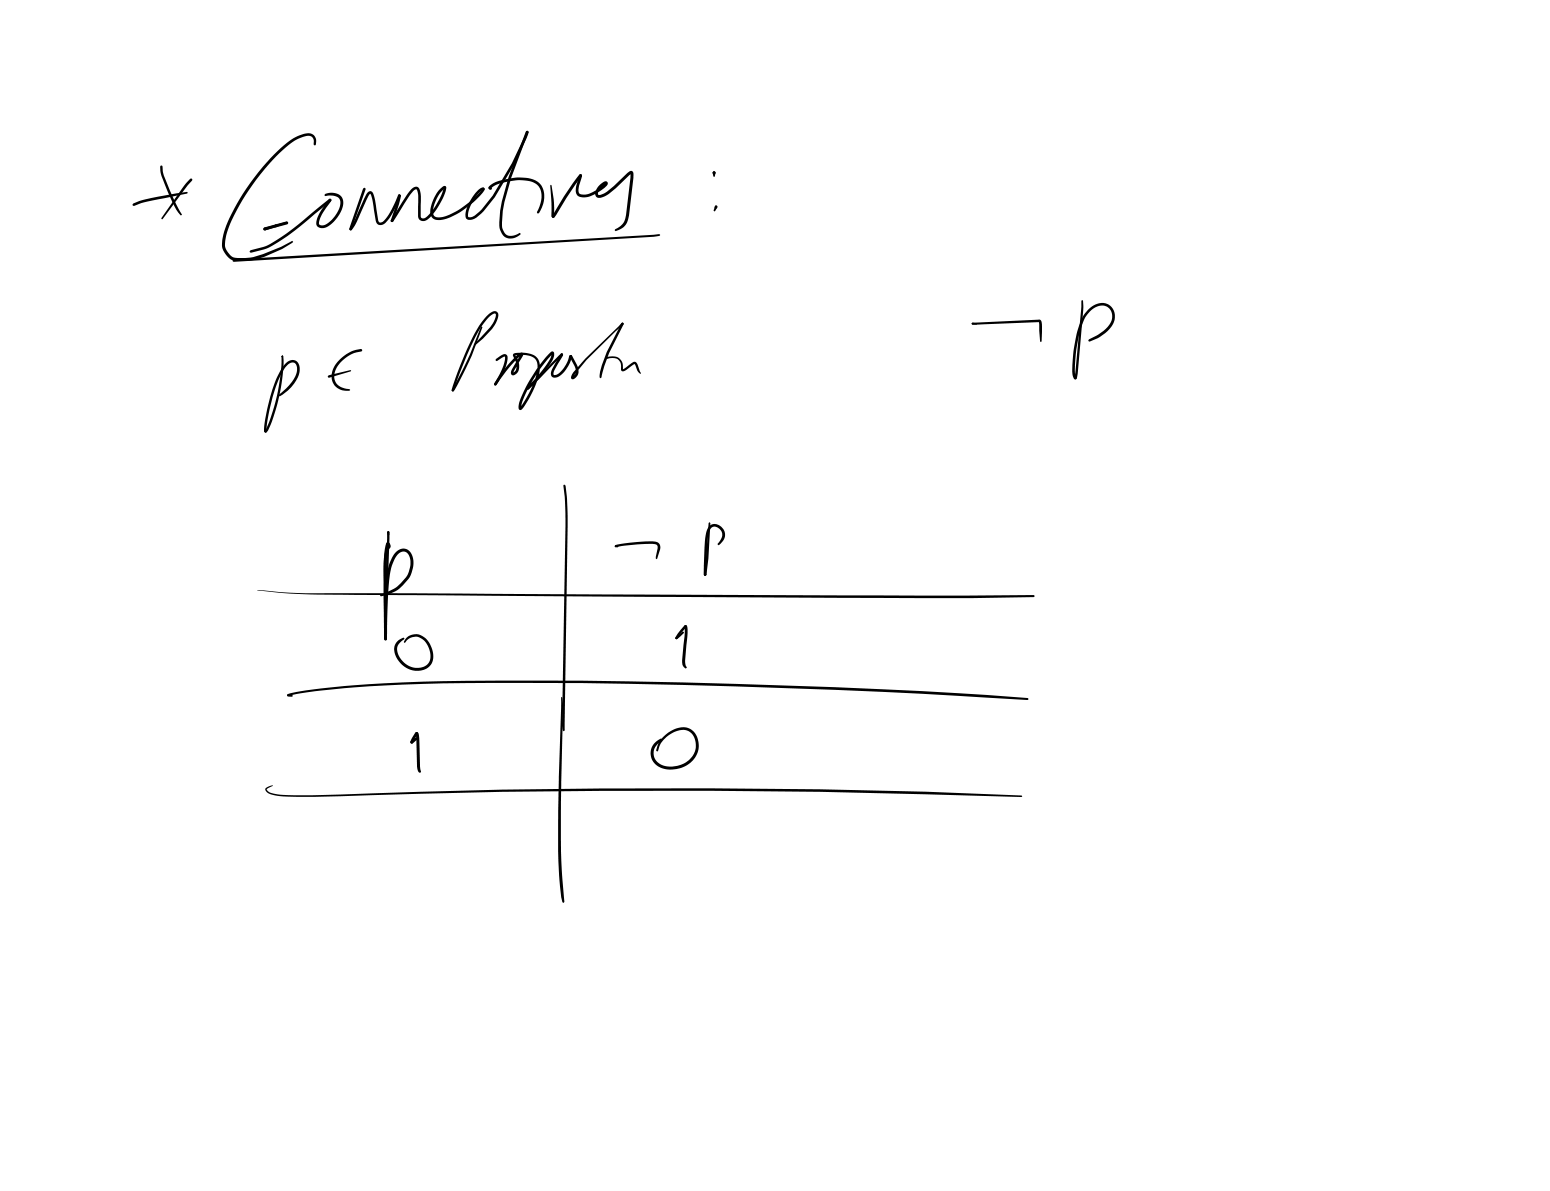 * Connectives :
p ∈ Proposition ¬ p
p ¬ p
0 1
1 0